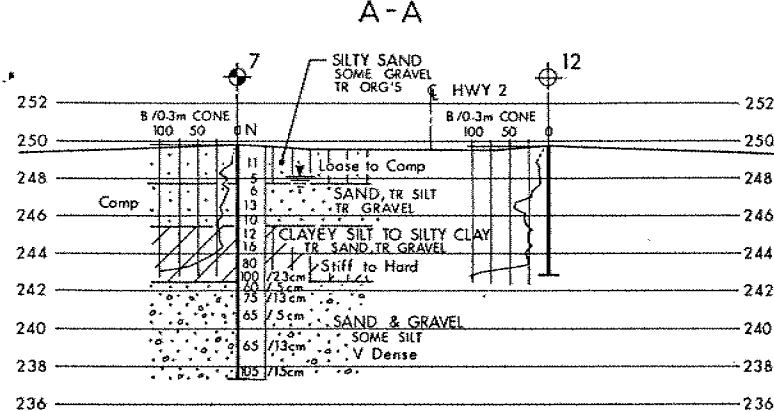 A-A
7
SILTY SAND
SOME GRAVEL
TR ORG'S
℄ HWY 2
12
252
252
B/0·3m CONE
B/0·3m CONE
100 50 0 N
100 50 0
250
250
11
Loose to Comp
248
5
248
6
SAND, TR SILT
Comp
13
TR GRAVEL
246
10
246
12
CLAYEY SILT TO SILTY CLAY
16
TR SAND, TR GRAVEL
244
244
80
Stiff to Hard
100 /23cm
60 /5cm
242
242
75 /13cm
65 /5cm
SAND & GRAVEL
240
240
SOME SILT
65 /13cm
V Dense
238
238
105 /15cm
236
236